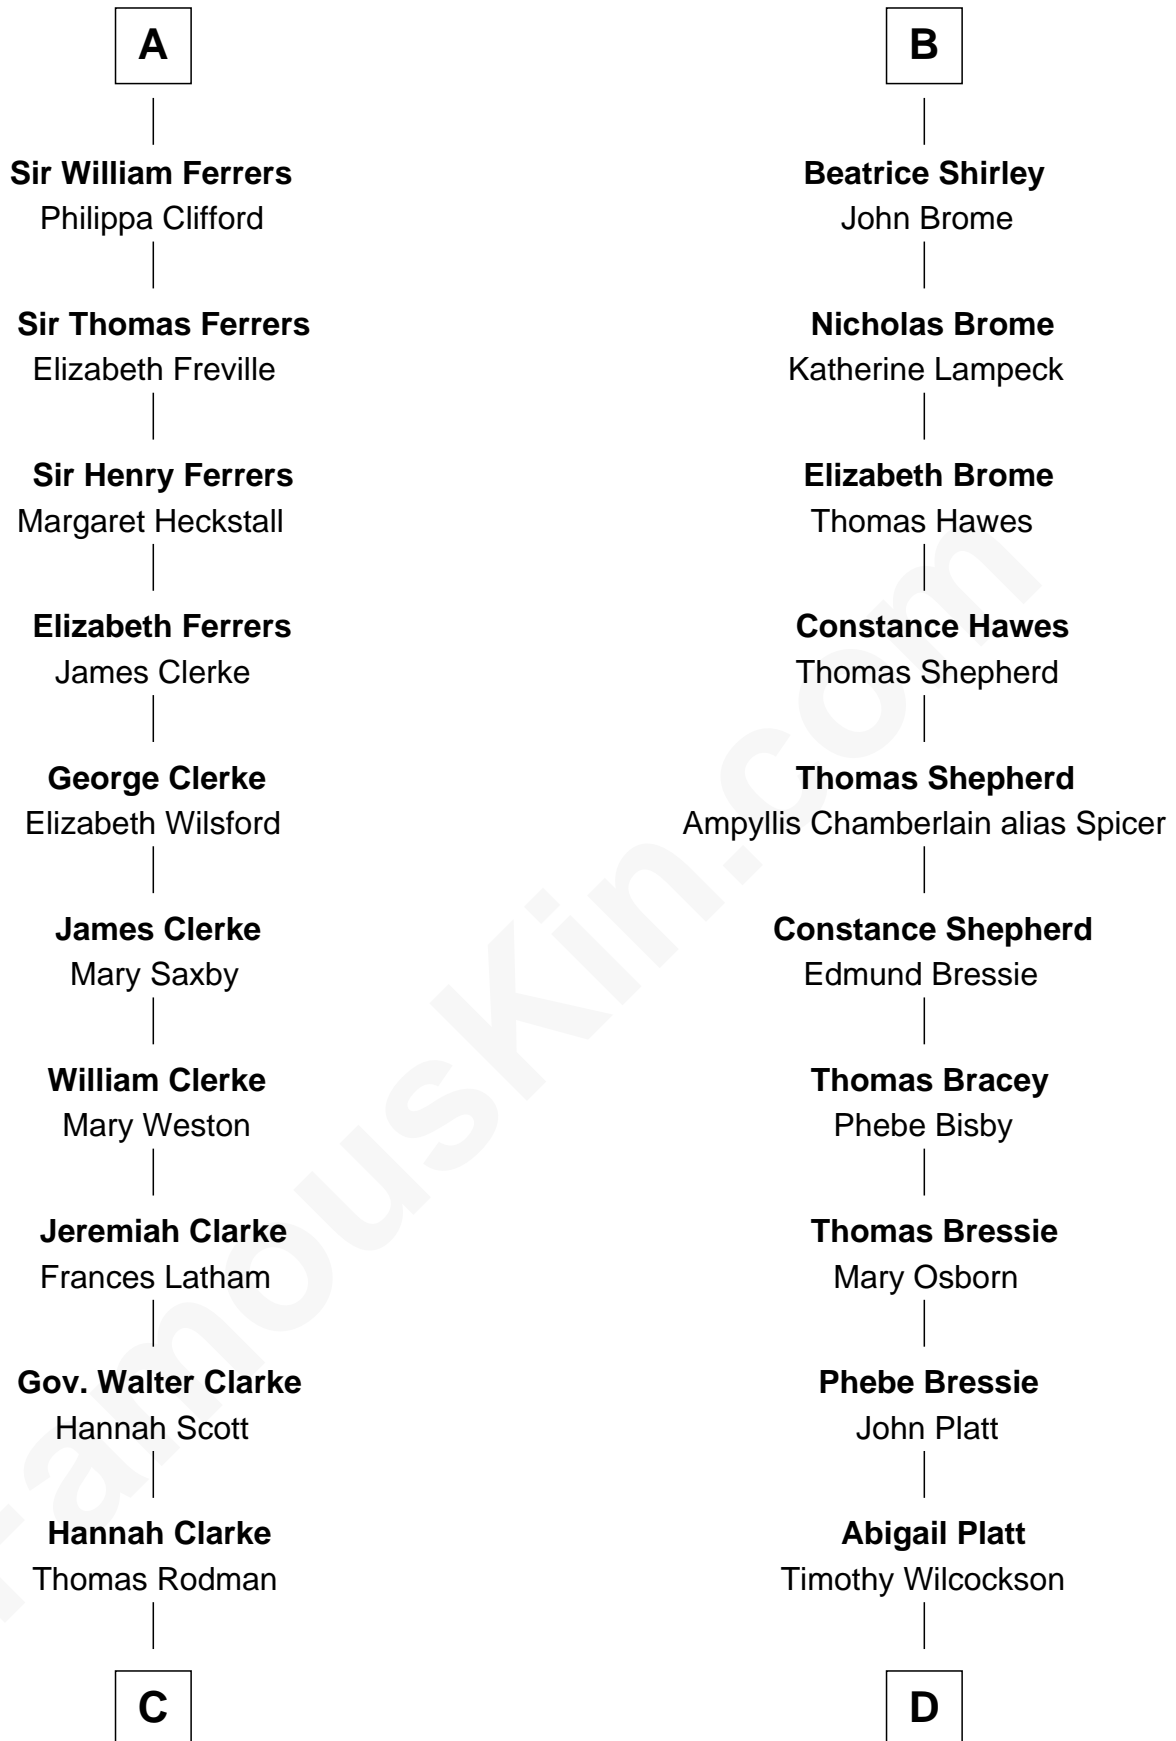 A
Sir William Ferrers
Philippa Clifford
Sir Thomas Ferrers
Elizabeth Freville
Sir Henry Ferrers
Margaret Heckstall
Elizabeth Ferrers
James Clerke
George Clerke
Elizabeth Wilsford
James Clerke
Mary Saxby
William Clerke
Mary Weston
Jeremiah Clarke
Frances Latham
Gov. Walter Clarke
Hannah Scott
Hannah Clarke
Thomas Rodman
C
B
Beatrice Shirley
John Brome
Nicholas Brome
Katherine Lampeck
Elizabeth Brome
Thomas Hawes
Constance Hawes
Thomas Shepherd
Thomas Shepherd
Ampyllis Chamberlain alias Spicer
Constance Shepherd
Edmund Bressie
Thomas Bracey
Phebe Bisby
Thomas Bressie
Mary Osborn
Phebe Bressie
John Platt
Abigail Platt
Timothy Wilcockson
D
FamousKin.com